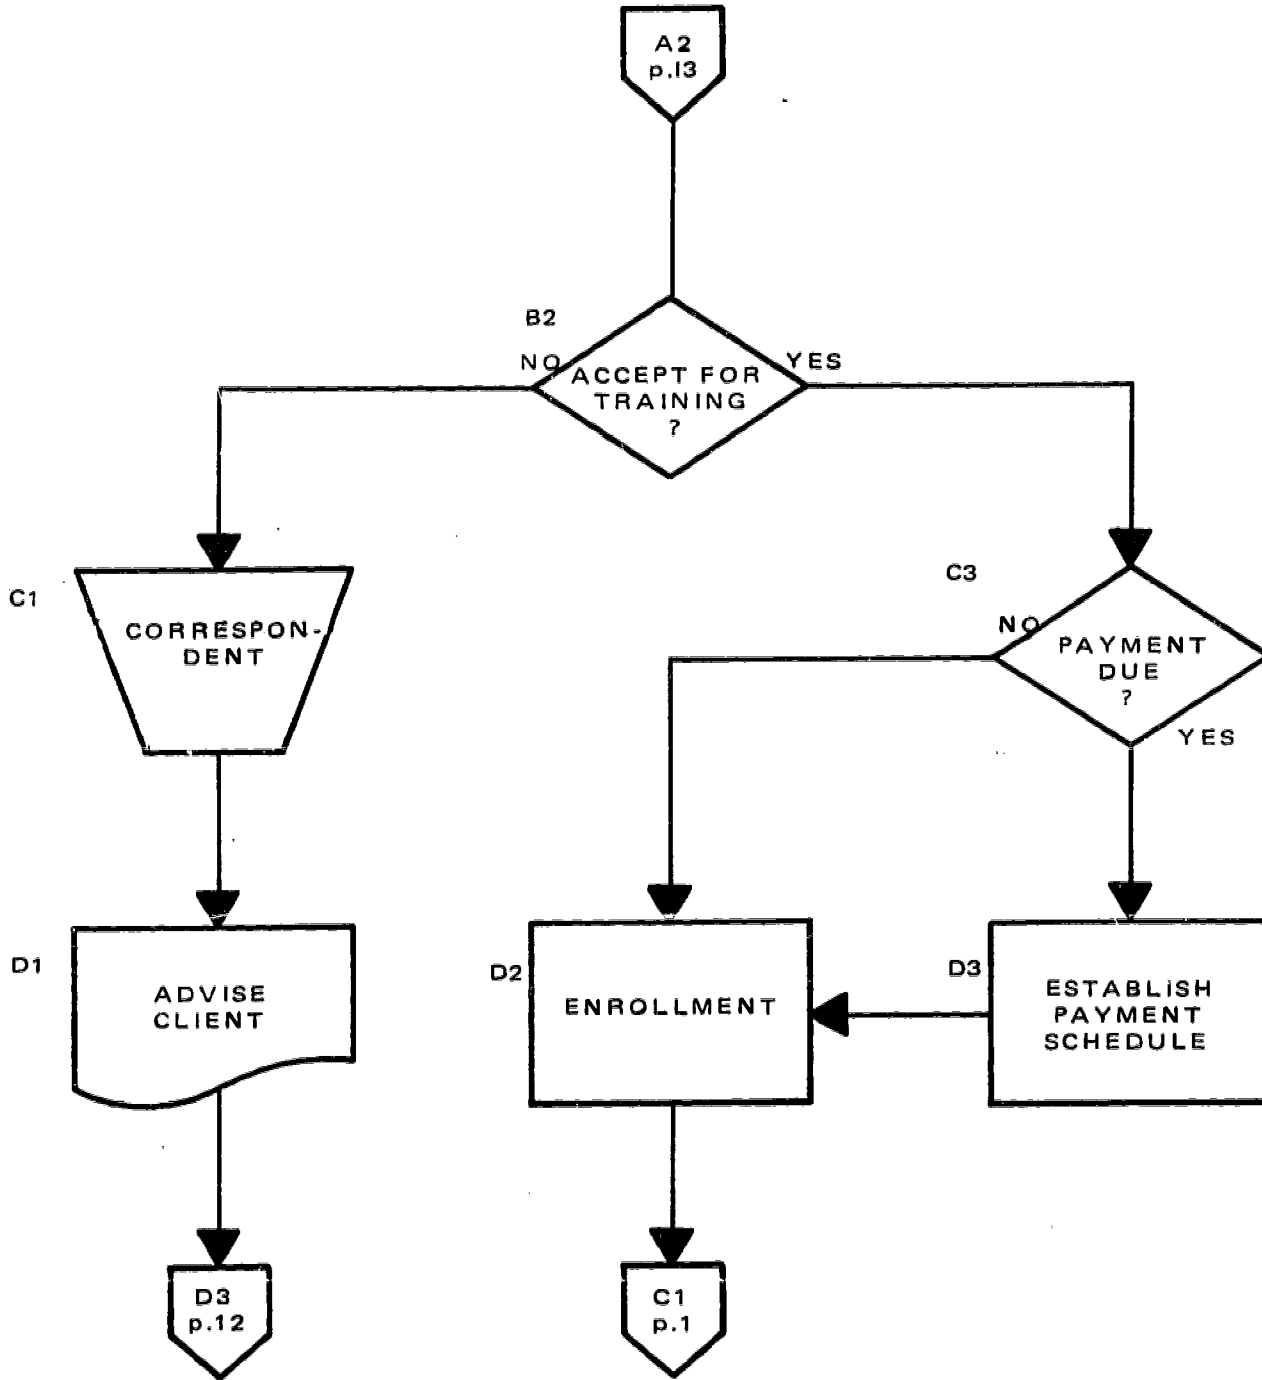 A2
p.13
B2
NO
YES
ACCEPT FOR
TRAINING
?
C1
CORRESPON-
DENT
C3
NO
PAYMENT
DUE
?
YES
D1
ADVISE
CLIENT
D2
ENROLLMENT
D3
ESTABLISH
PAYMENT
SCHEDULE
D3
p.12
C1
p.1